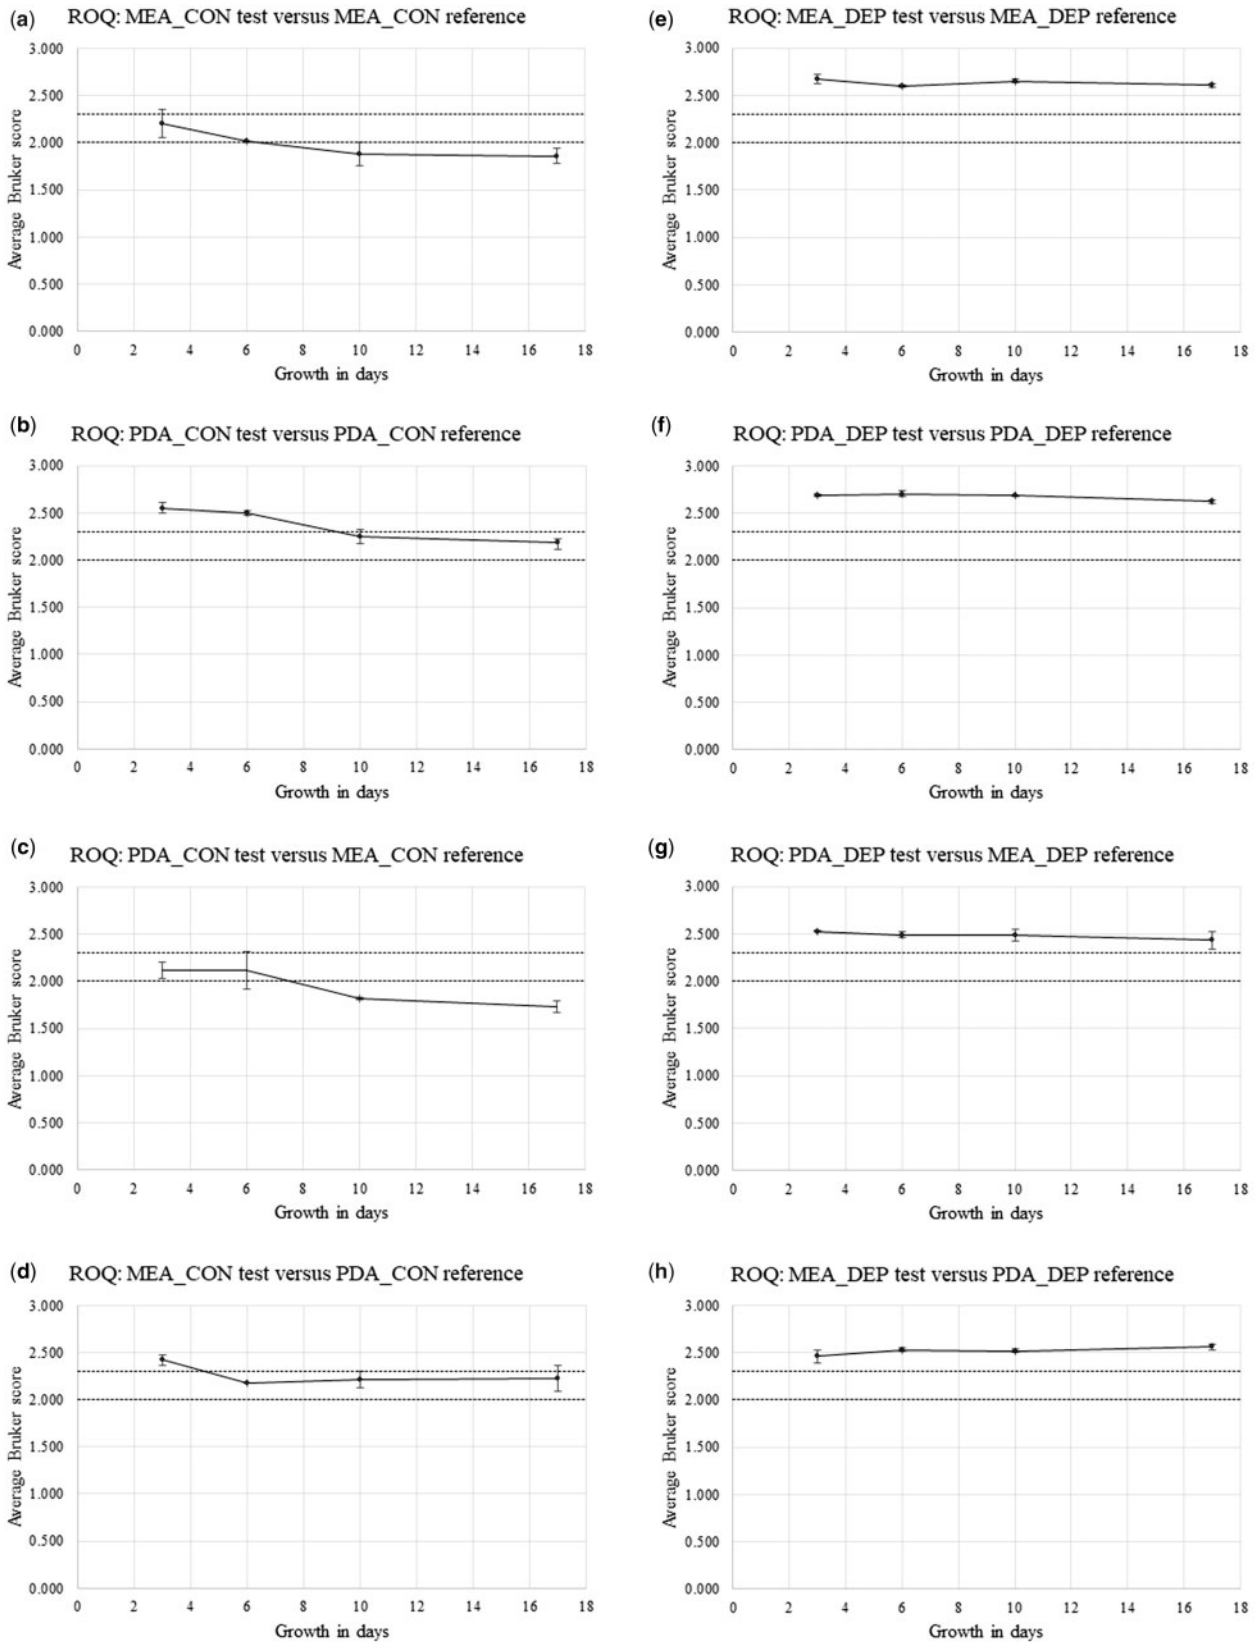 (a) ROQ: MEA_CON test versus MEA_CON reference
3.000
2.500
2.000
1.500
1.000
0.500
0.000
Average Bruker score
0 2 4 6 8 10 12 14 16 18
Growth in days
(e) ROQ: MEA_DEP test versus MEA_DEP reference
3.000
2.500
2.000
1.500
1.000
0.500
0.000
Average Bruker score
0 2 4 6 8 10 12 14 16 18
Growth in days
(b) ROQ: PDA_CON test versus PDA_CON reference
3.000
2.500
2.000
1.500
1.000
0.500
0.000
Average Bruker score
0 2 4 6 8 10 12 14 16 18
Growth in days
(f) ROQ: PDA_DEP test versus PDA_DEP reference
3.000
2.500
2.000
1.500
1.000
0.500
0.000
Average Bruker score
0 2 4 6 8 10 12 14 16 18
Growth in days
(c) ROQ: PDA_CON test versus MEA_CON reference
3.000
2.500
2.000
1.500
1.000
0.500
0.000
Average Bruker score
0 2 4 6 8 10 12 14 16 18
Growth in days
(g) ROQ: PDA_DEP test versus MEA_DEP reference
3.000
2.500
2.000
1.500
1.000
0.500
0.000
Average Bruker score
0 2 4 6 8 10 12 14 16 18
Growth in days
(d) ROQ: MEA_CON test versus PDA_CON reference
3.000
2.500
2.000
1.500
1.000
0.500
0.000
Average Bruker score
0 2 4 6 8 10 12 14 16 18
Growth in days
(h) ROQ: MEA_DEP test versus PDA_DEP reference
3.000
2.500
2.000
1.500
1.000
0.500
0.000
Average Bruker score
0 2 4 6 8 10 12 14 16 18
Growth in days